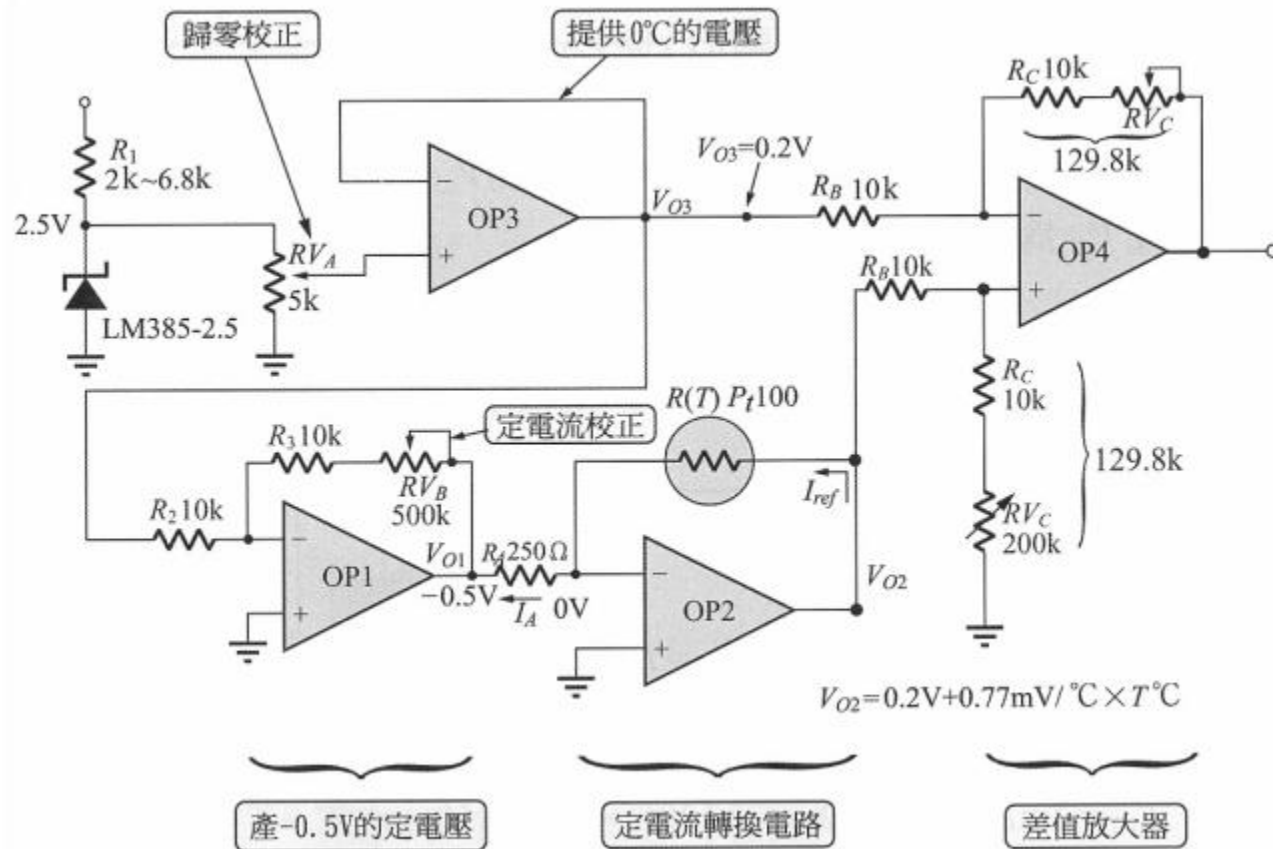 歸零校正
提供0℃的電壓
R1
2k~6.8k
2.5V
RVA
5k
LM385-2.5
OP3
VO3
VO3=0.2V
RB 10k
RC 10k
RVC
129.8k
OP4
RB10k
RC
10k
RVC
200k
129.8k
R(T) Pt100
Iref
定電流校正
R3 10k
RVB
500k
R2 10k
OP1
VO1
−0.5V
RA250Ω
IA
0V
OP2
VO2
VO2=0.2V+0.77mV/℃×T℃
產-0.5V的定電壓
定電流轉換電路
差值放大器